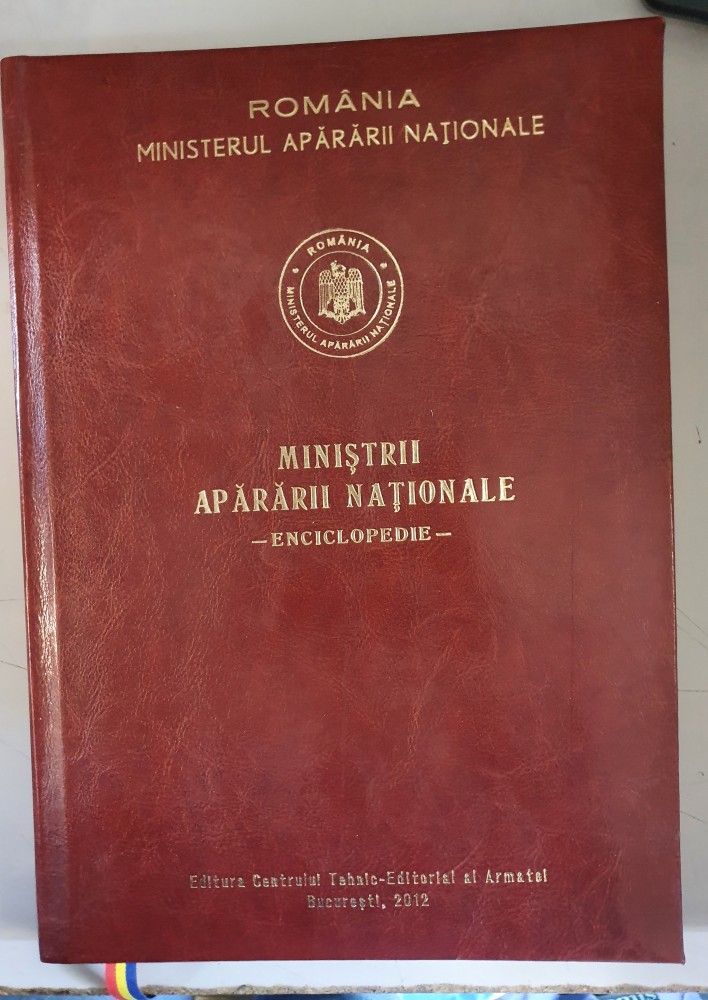 ROMÂNIA
MINISTERUL APĂRĂRII NAŢIONALE
ROMÂNIA
MINISTERUL APĂRĂRII NAŢIONALE
MINIŞTRII
APĂRĂRII NAŢIONALE
– ENCICLOPEDIE –
Editura Centrului Tehnic-Editorial al Armatei
Bucureşti, 2012